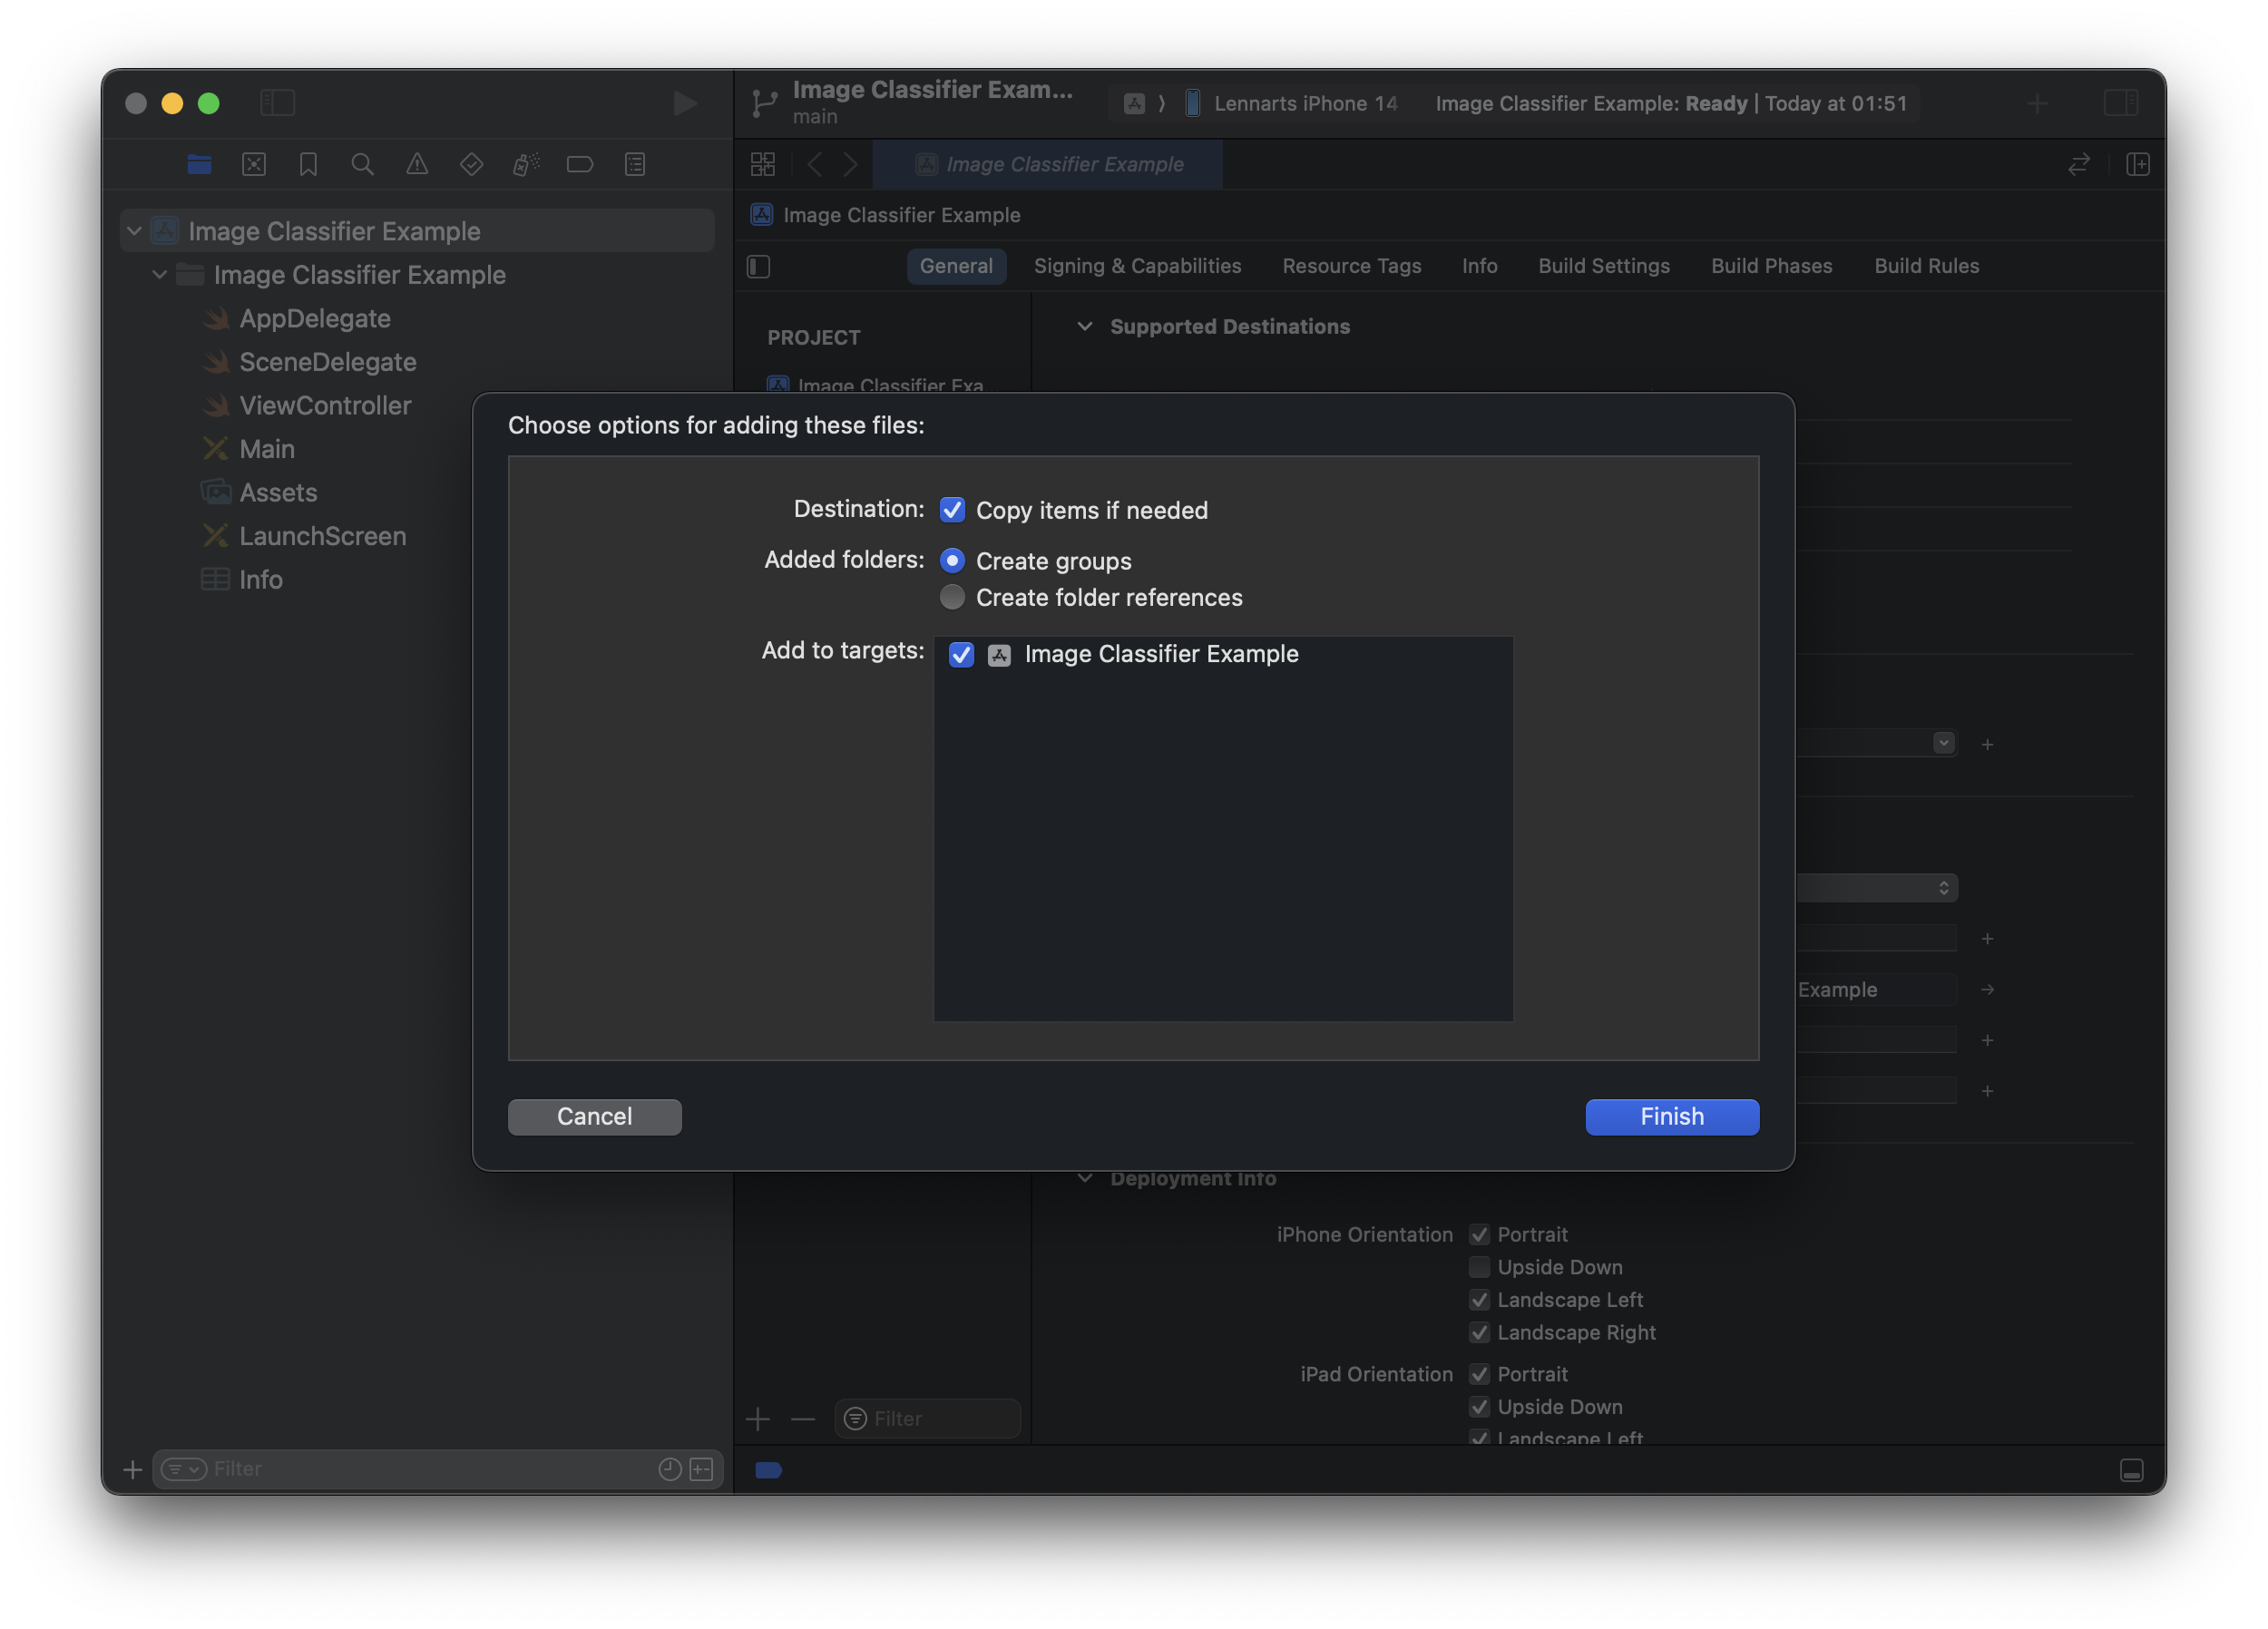 Image Classifier Exam...
main
Lennarts iPhone 14
Image Classifier Example: Ready | Today at 01:51
Image Classifier Example
Image Classifier Example
General
Signing & Capabilities
Resource Tags
Info
Build Settings
Build Phases
Build Rules
Image Classifier Example
Image Classifier Example
AppDelegate
SceneDelegate
ViewController
Main
Assets
LaunchScreen
Info
Filter
PROJECT
Image Classifier Exa...
Supported Destinations
Choose options for adding these files:
Destination: Copy items if needed
Added folders: Create groups
Create folder references
Add to targets: Image Classifier Example
Cancel
Finish
Example
Deployment Info
iPhone Orientation Portrait
Upside Down
Landscape Left
Landscape Right
iPad Orientation Portrait
Upside Down
Landscape Left
Filter